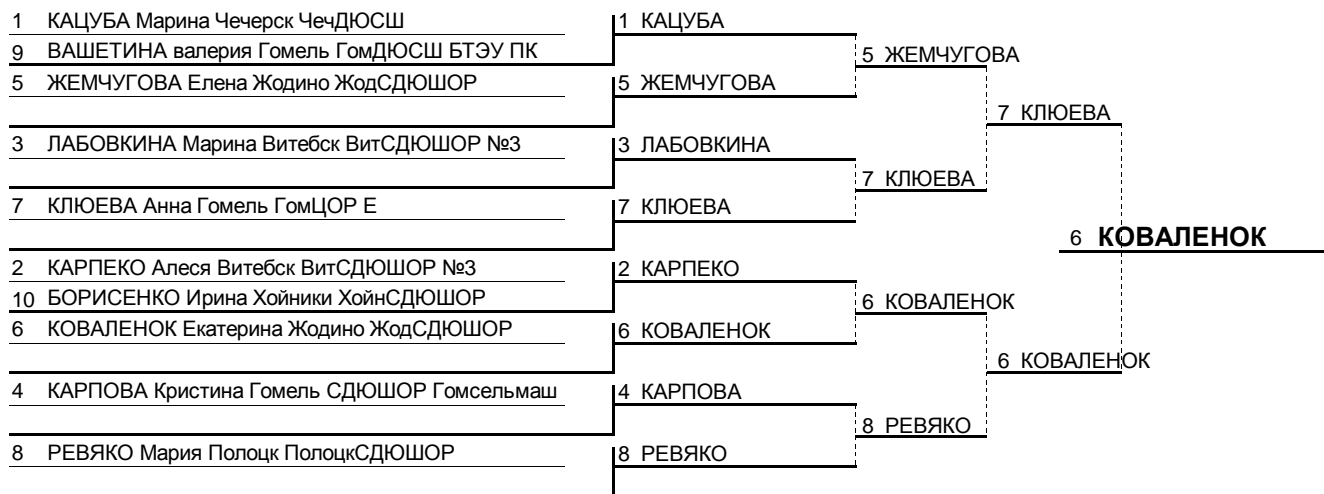 1 КАЦУБА Марина Чечерск ЧечДЮСШ
9 ВАШЕТИНА валерия Гомель ГомДЮСШ БТЭУ ПК
5 ЖЕМЧУГОВА Елена Жодино ЖодСДЮШОР
3 ЛАБОВКИНА Марина Витебск ВитСДЮШОР №3
7 КЛЮЕВА Анна Гомель ГомЦОР Е
2 КАРПЕКО Алеся Витебск ВитСДЮШОР №3
10 БОРИСЕНКО Ирина Хойники ХойнСДЮШОР
6 КОВАЛЕНОК Екатерина Жодино ЖодСДЮШОР
4 КАРПОВА Кристина Гомель СДЮШОР Гомсельмаш
8 РЕВЯКО Мария Полоцк ПолоцкСДЮШОР
1 КАЦУБА
5 ЖЕМЧУГОВА
3 ЛАБОВКИНА
7 КЛЮЕВА
2 КАРПЕКО
6 КОВАЛЕНОК
4 КАРПОВА
8 РЕВЯКО
5 ЖЕМЧУГОВА
7 КЛЮЕВА
6 КОВАЛЕНОК
8 РЕВЯКО
7 КЛЮЕВА
6 КОВАЛЕНОК
6 КОВАЛЕНОК